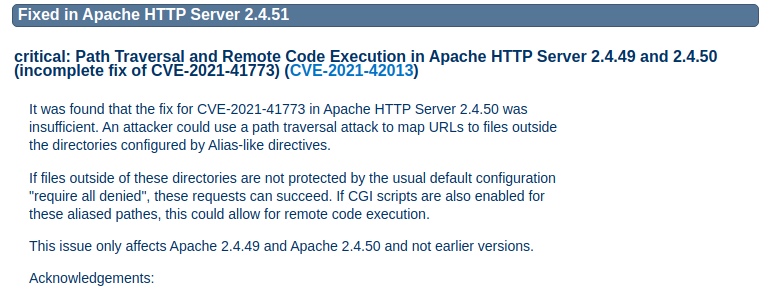 Fixed in Apache HTTP Server 2.4.51
critical: Path Traversal and Remote Code Execution in Apache HTTP Server 2.4.49 and 2.4.50
(incomplete fix of CVE-2021-41773) (CVE-2021-42013)
It was found that the fix for CVE-2021-41773 in Apache HTTP Server 2.4.50 was
insufficient. An attacker could use a path traversal attack to map URLs to files outside
the directories configured by Alias-like directives.
If files outside of these directories are not protected by the usual default configuration
"require all denied", these requests can succeed. If CGI scripts are also enabled for
these aliased pathes, this could allow for remote code execution.
This issue only affects Apache 2.4.49 and Apache 2.4.50 and not earlier versions.
Acknowledgements: